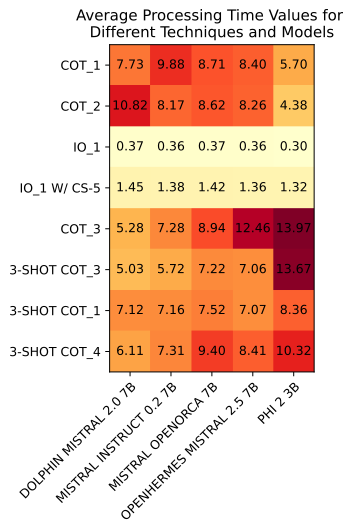 Average Processing Time Values for
Different Techniques and Models
COT_1 7.73 9.88 8.71 8.40 5.70
COT_2 10.82 8.17 8.62 8.26 4.38
IO_1 0.37 0.36 0.37 0.36 0.30
IO_1 W/ CS-5 1.45 1.38 1.42 1.36 1.32
COT_3 5.28 7.28 8.94 12.46 13.97
3-SHOT COT_3 5.03 5.72 7.22 7.06 13.67
3-SHOT COT_1 7.12 7.16 7.52 7.07 8.36
3-SHOT COT_4 6.11 7.31 9.40 8.41 10.32
DOLPHIN MISTRAL 2.0 7B
MISTRAL INSTRUCT 0.2 7B
MISTRAL OPENORCA 7B
OPENHERMES MISTRAL 2.5 7B
PHI 2 3B